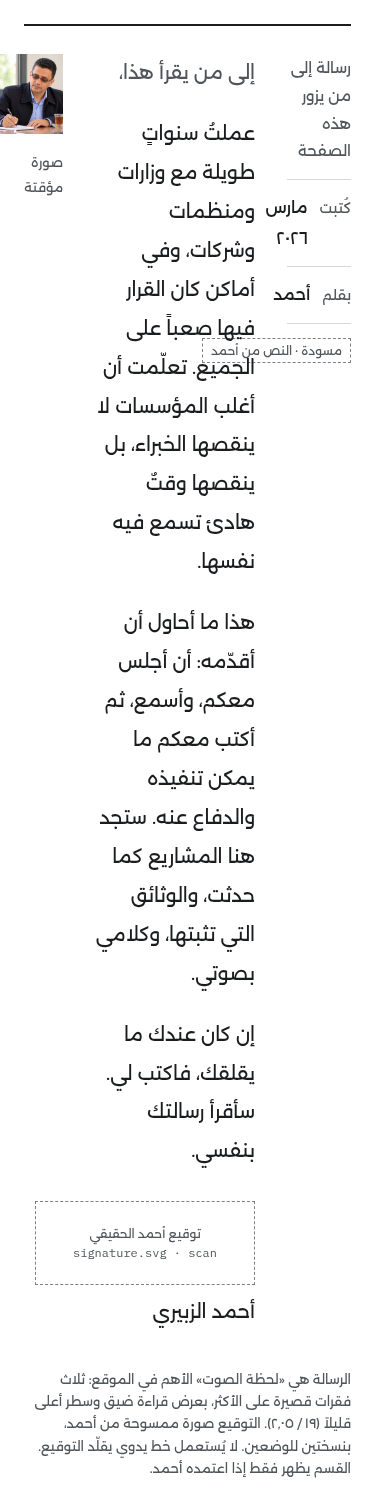 رسالة إلى
من يزور
هذه
الصفحة
كُتبت مارس
٢٠٢٦
بقلم أحمد
مسودة · النص من أحمد
إلى من يقرأ هذا،
عملتُ سنواتٍ
طويلة مع وزارات
ومنظمات
وشركات، وفي
أماكن كان القرار
فيها صعباً على
الجميع. تعلّمت أن
أغلب المؤسسات لا
ينقصها الخبراء، بل
ينقصها وقتٌ
هادئ تسمع فيه
نفسها.
هذا ما أحاول أن
أقدّمه: أن أجلس
معكم، وأسمع، ثم
أكتب معكم ما
يمكن تنفيذه
والدفاع عنه. ستجد
هنا المشاريع كما
حدثت، والوثائق
التي تثبتها، وكلامي
بصوتي.
إن كان عندك ما
يقلقك، فاكتب لي.
سأقرأ رسالتك
بنفسي.
توقيع أحمد الحقيقي
signature.svg · scan
أحمد الزبيري
صورة
مؤقتة
الرسالة هي «لحظة الصوت» الأهم في الموقع: ثلاث
فقرات قصيرة على الأكثر، بعرض قراءة ضيق وسطر أعلى
قليلاً (١٩ / ٢٫٠٥). التوقيع صورة ممسوحة من أحمد،
بنسختين للوضعين. لا يُستعمل خط يدوي يقلّد التوقيع.
القسم يظهر فقط إذا اعتمده أحمد.